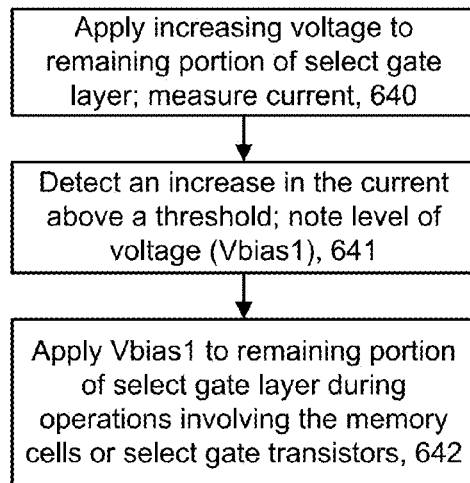 Apply increasing voltage to
remaining portion of select gate
layer; measure current, 640
Detect an increase in the current
above a threshold; note level of
voltage (Vbias1), 641
Apply Vbias1 to remaining portion
of select gate layer during
operations involving the memory
cells or select gate transistors, 642